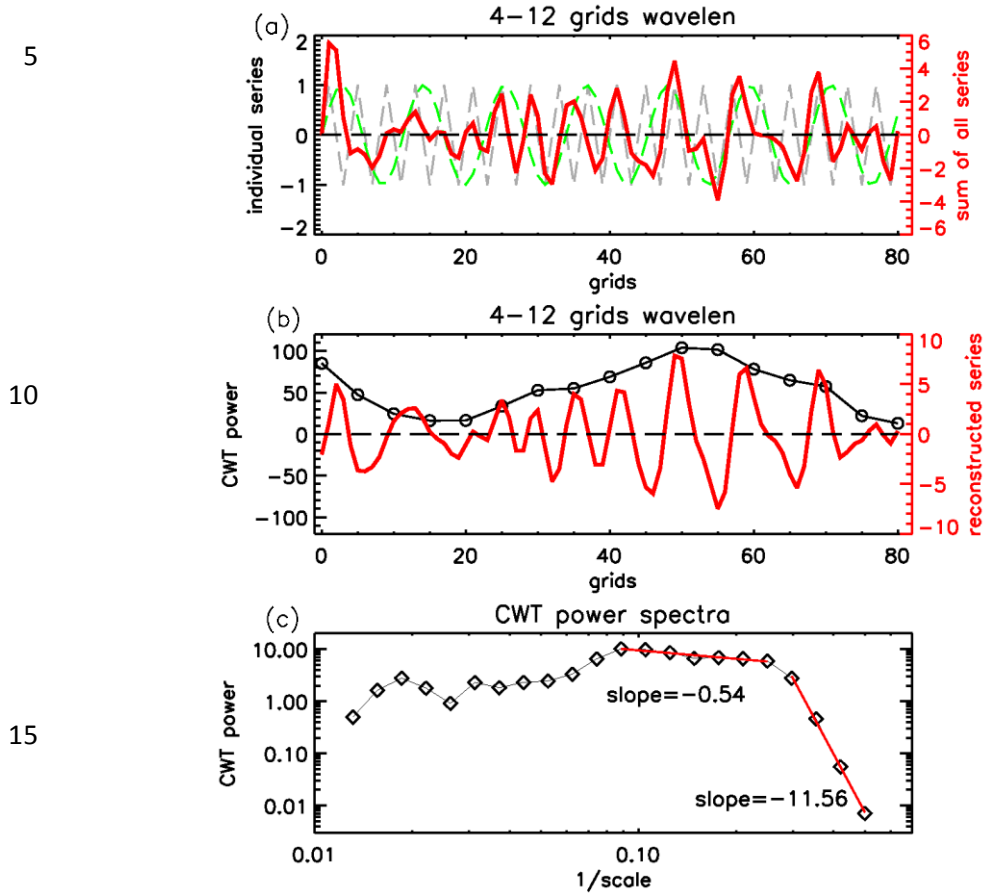 (a) 4-12 grids wavelen
5
individual series
2
1
0
-1
-2
6
4
2
0
-2
-4
-6
sum of all series
0 20 40 60 80
grids
(b) 4-12 grids wavelen
10
CWT power
100
50
0
-50
-100
10
5
0
-5
-10
reconstructed series
0 20 40 60 80
grids
(c) CWT power spectra
15
CWT power
10.00
1.00
0.10
0.01
slope=-0.54
slope=-11.56
0.01 0.10
1/scale